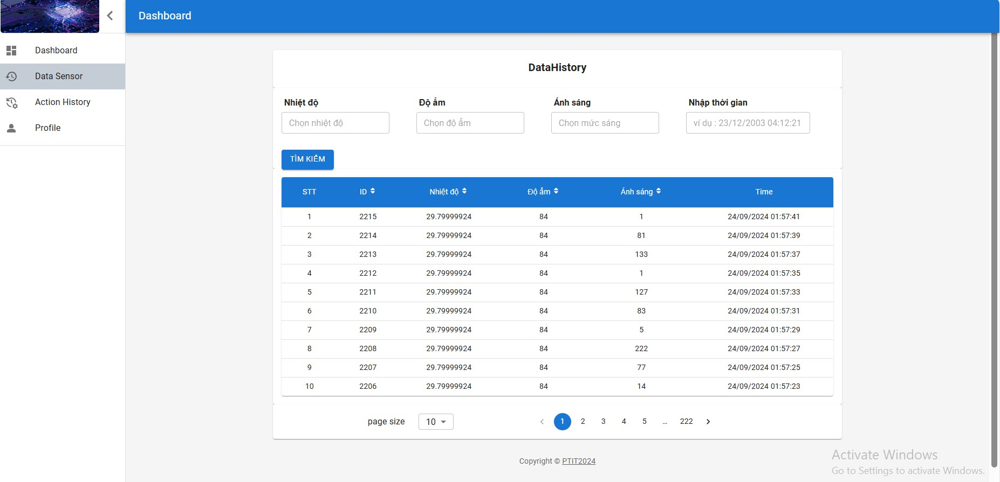 Dashboard
Dashboard
Data Sensor
Action History
Profile
DataHistory
Nhiệt độ Độ ẩm Ánh sáng Nhập thời gian
Chọn nhiệt độ Chọn độ ẩm Chọn mức sáng ví dụ : 23/12/2003 04:12:21
TÌM KIẾM
STT ID Nhiệt độ Độ ẩm Ánh sáng Time
1 2215 29.79999924 84 1 24/09/2024 01:57:41
2 2214 29.79999924 84 81 24/09/2024 01:57:39
3 2213 29.79999924 84 133 24/09/2024 01:57:37
4 2212 29.79999924 84 1 24/09/2024 01:57:35
5 2211 29.79999924 84 127 24/09/2024 01:57:33
6 2210 29.79999924 84 83 24/09/2024 01:57:31
7 2209 29.79999924 84 5 24/09/2024 01:57:29
8 2208 29.79999924 84 222 24/09/2024 01:57:27
9 2207 29.79999924 84 77 24/09/2024 01:57:25
10 2206 29.79999924 84 14 24/09/2024 01:57:23
page size 10 1 2 3 4 5 ... 222
Copyright © PTIT2024
Activate Windows
Go to Settings to activate Windows.